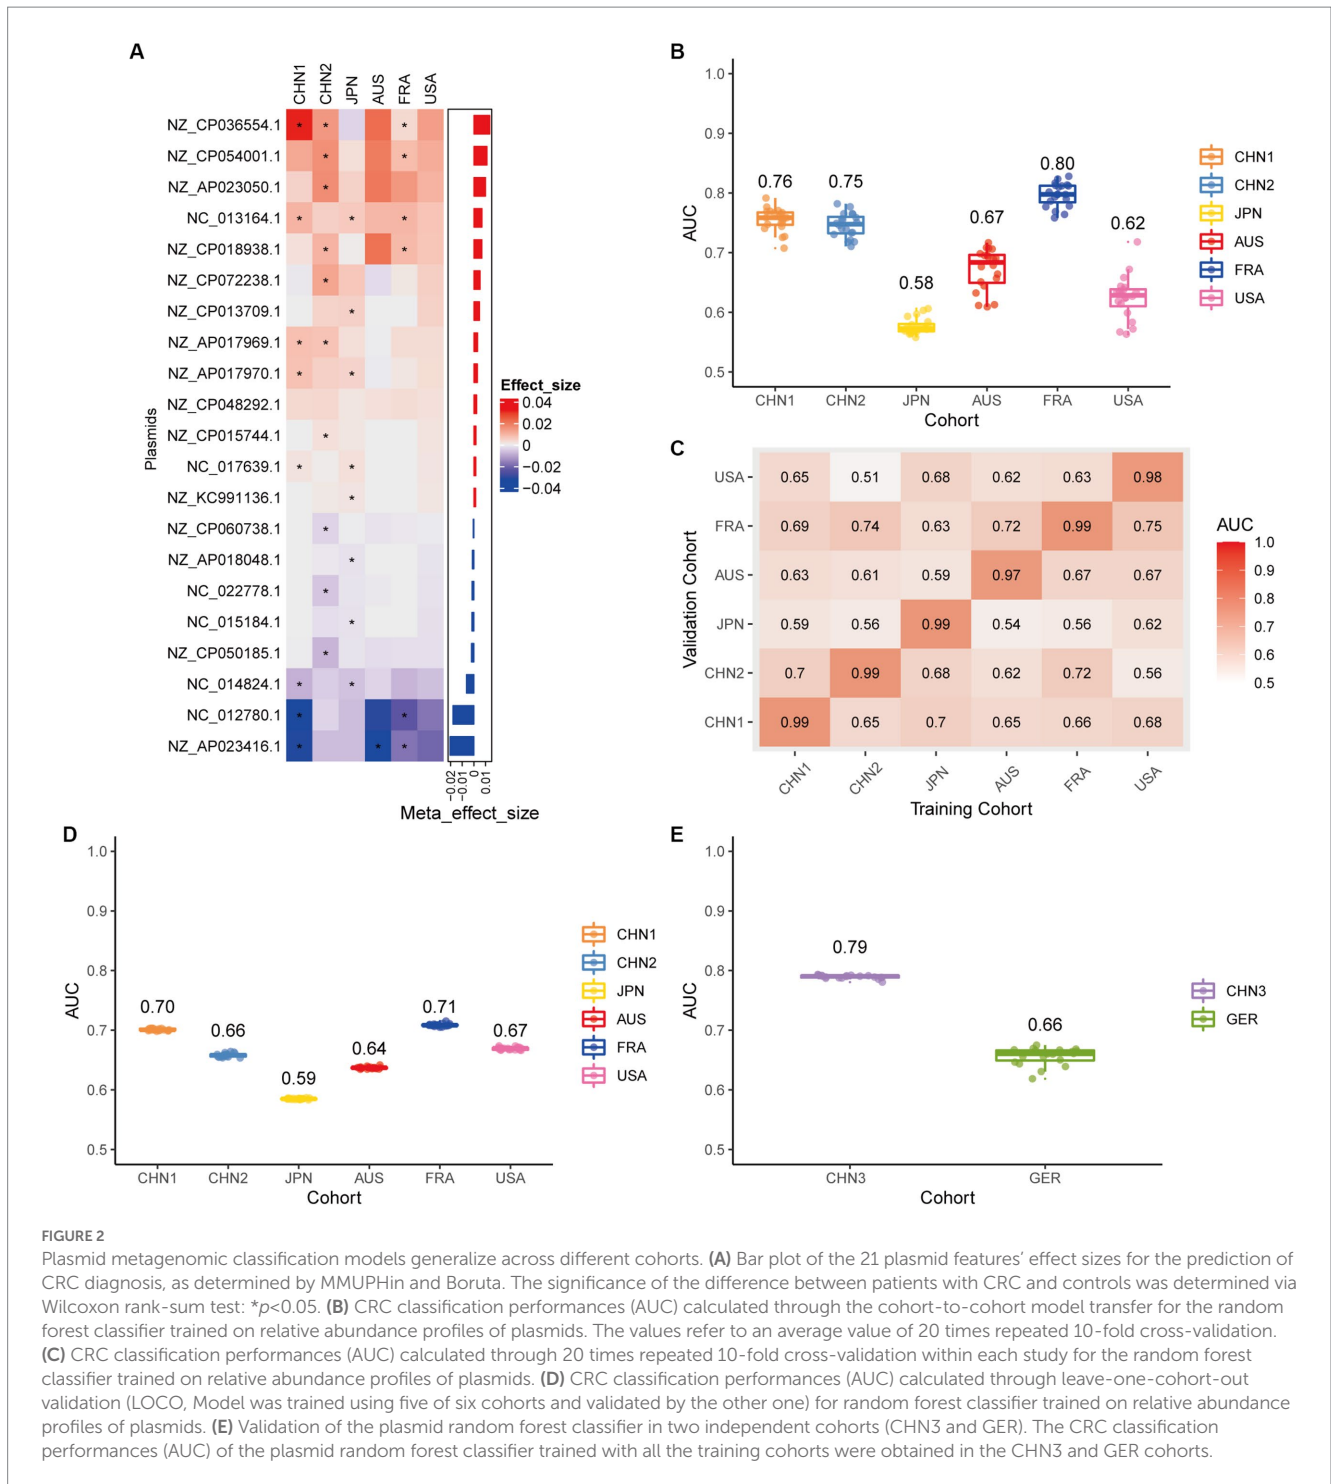 A
CHN1
CHN2
JPN
AUS
FRA
USA
Plasmids
NZ_CP036554.1 * * *
NZ_CP054001.1 * *
NZ_AP023050.1 *
NC_013164.1 * * *
NZ_CP018938.1 * *
NZ_CP072238.1 *
NZ_CP013709.1 *
NZ_AP017969.1 * *
NZ_AP017970.1 * *
NZ_CP048292.1
NZ_CP015744.1 *
NC_017639.1 * *
NZ_KC991136.1 *
NZ_CP060738.1 *
NZ_AP018048.1 *
NC_022778.1 *
NC_015184.1 *
NZ_CP050185.1 *
NC_014824.1 * *
NC_012780.1 * *
NZ_AP023416.1 * * *
Effect_size
0.04
0.02
0
−0.02
−0.04
−0.02
−0.01
0
0.01
Meta_effect_size
B
AUC
1.0
0.9
0.8
0.7
0.6
0.5
0.76
0.75
0.58
0.67
0.80
0.62
CHN1 CHN2 JPN AUS FRA USA
Cohort
CHN1
CHN2
JPN
AUS
FRA
USA
C
Validation Cohort
USA 0.65 0.51 0.68 0.62 0.63 0.98
FRA 0.69 0.74 0.63 0.72 0.99 0.75
AUS 0.63 0.61 0.59 0.97 0.67 0.67
JPN 0.59 0.56 0.99 0.54 0.56 0.62
CHN2 0.7 0.99 0.68 0.62 0.72 0.56
CHN1 0.99 0.65 0.7 0.65 0.66 0.68
CHN1 CHN2 JPN AUS FRA USA
Training Cohort
AUC
1.0
0.9
0.8
0.7
0.6
0.5
D
AUC
1.0
0.9
0.8
0.7
0.6
0.5
0.70
0.66
0.59
0.64
0.71
0.67
CHN1 CHN2 JPN AUS FRA USA
Cohort
CHN1
CHN2
JPN
AUS
FRA
USA
E
AUC
1.0
0.9
0.8
0.7
0.6
0.5
0.79
0.66
CHN3 GER
Cohort
CHN3
GER
FIGURE 2
Plasmid metagenomic classification models generalize across different cohorts. (A) Bar plot of the 21 plasmid features’ effect sizes for the prediction of
CRC diagnosis, as determined by MMUPHin and Boruta. The significance of the difference between patients with CRC and controls was determined via
Wilcoxon rank-sum test: *p<0.05. (B) CRC classification performances (AUC) calculated through the cohort-to-cohort model transfer for the random
forest classifier trained on relative abundance profiles of plasmids. The values refer to an average value of 20 times repeated 10-fold cross-validation.
(C) CRC classification performances (AUC) calculated through 20 times repeated 10-fold cross-validation within each study for the random forest
classifier trained on relative abundance profiles of plasmids. (D) CRC classification performances (AUC) calculated through leave-one-cohort-out
validation (LOCO, Model was trained using five of six cohorts and validated by the other one) for random forest classifier trained on relative abundance
profiles of plasmids. (E) Validation of the plasmid random forest classifier in two independent cohorts (CHN3 and GER). The CRC classification
performances (AUC) of the plasmid random forest classifier trained with all the training cohorts were obtained in the CHN3 and GER cohorts.